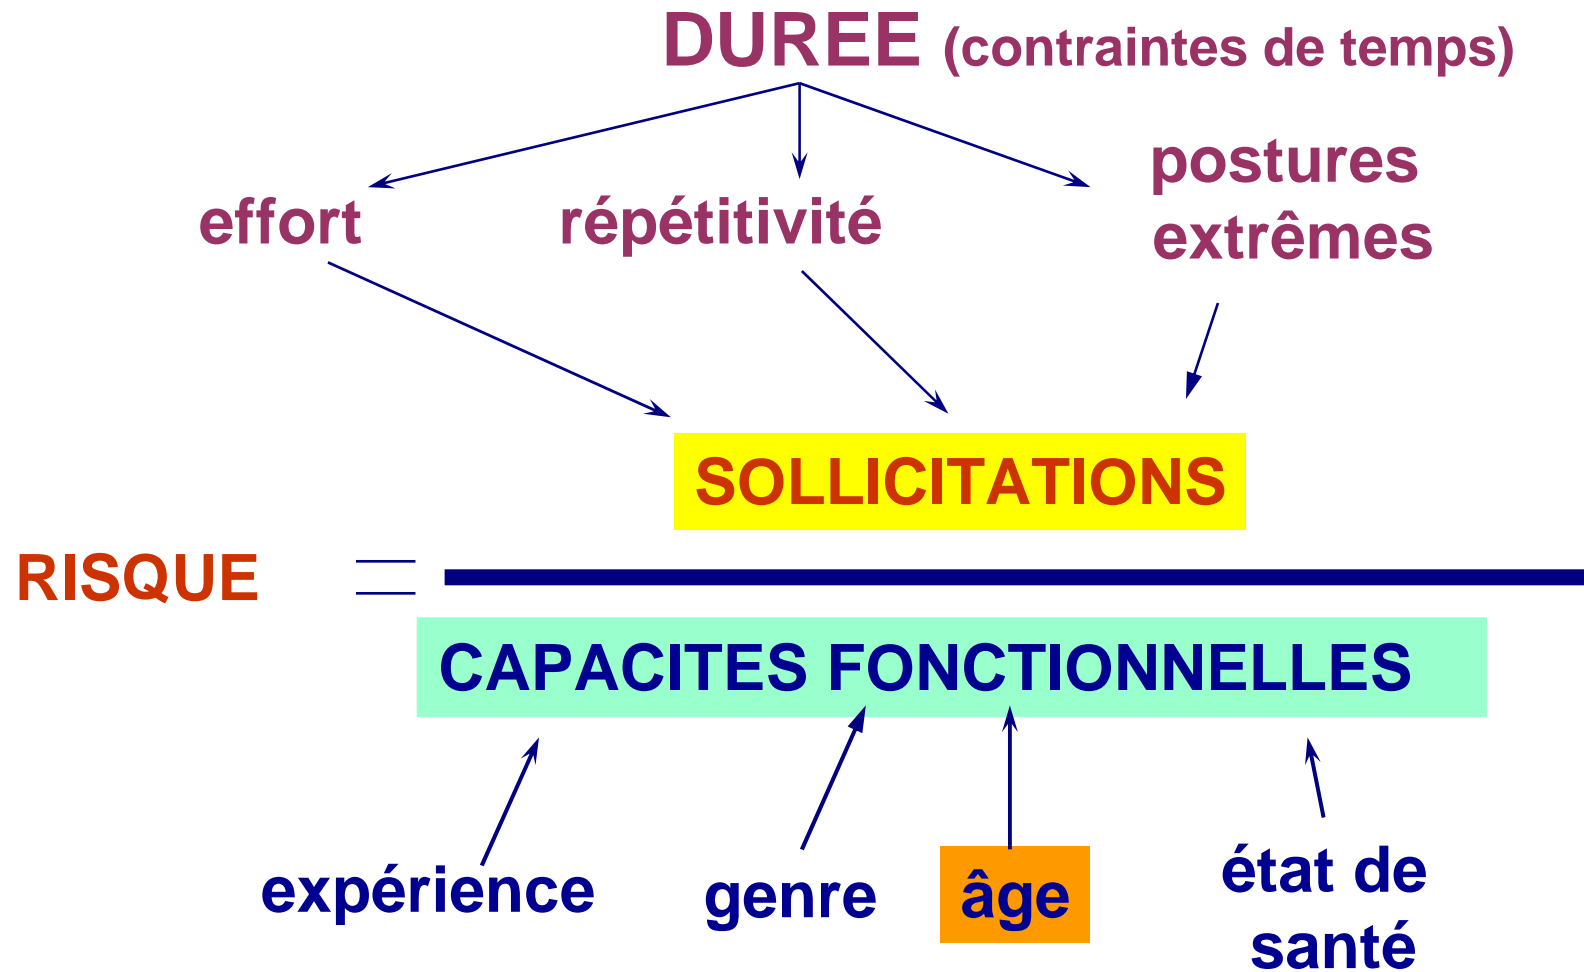 DUREE (contraintes de temps)
effort
répétitivité
postures
extrêmes
SOLLICITATIONS
RISQUE =
CAPACITES FONCTIONNELLES
expérience
genre
âge
état de
santé